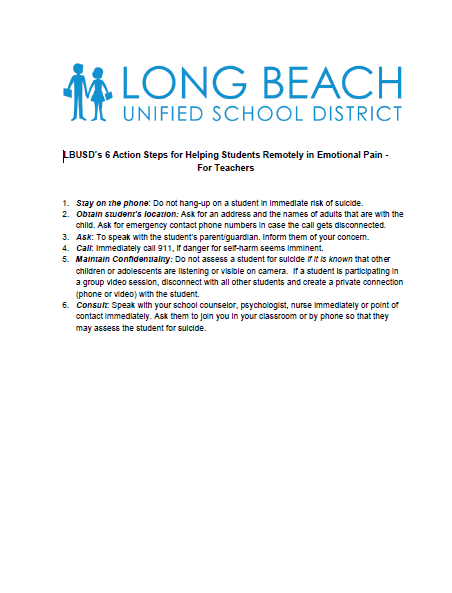 LONG BEACH
UNIFIED SCHOOL DISTRICT
LBUSD's 6 Action Steps for Helping Students Remotely in Emotional Pain -
For Teachers
1. Stay on the phone: Do not hang-up on a student in immediate risk of suicide.
2. Obtain student's location: Ask for an address and the names of adults that are with the
child. Ask for emergency contact phone numbers in case the call gets disconnected.
3. Ask: To speak with the student's parent/guardian. Inform them of your concern.
4. Call: Immediately call 911, if danger for self-harm seems imminent.
5. Maintain Confidentiality: Do not assess a student for suicide if it is known that other
children or adolescents are listening or visible on camera. If a student is participating in
a group video session, disconnect with all other students and create a private connection
(phone or video) with the student.
6. Consult: Speak with your school counselor, psychologist, nurse immediately or point of
contact immediately. Ask them to join you in your classroom or by phone so that they
may assess the student for suicide.